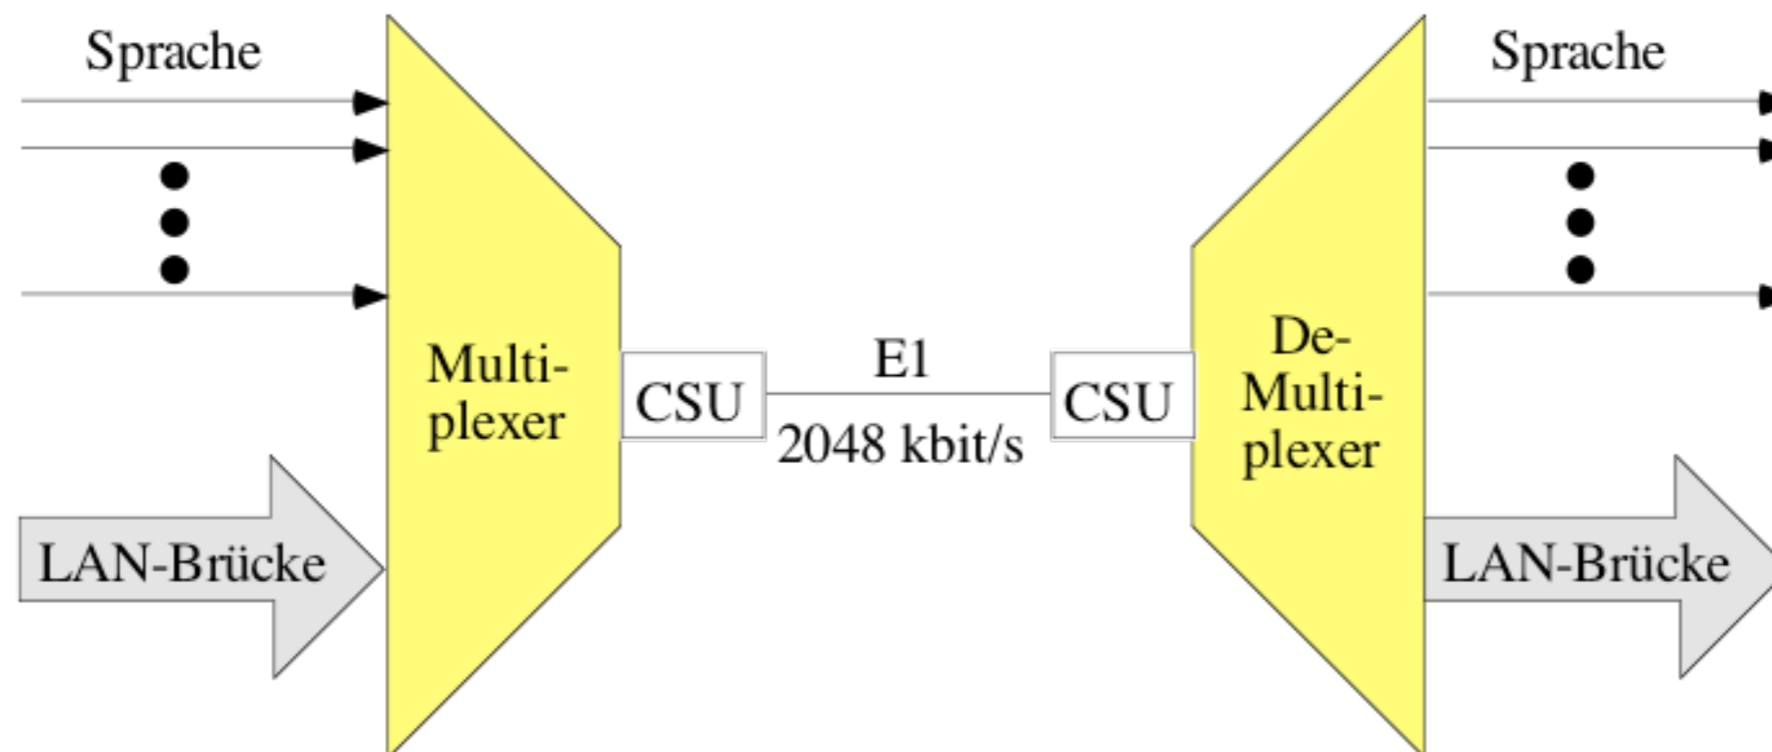 Sprache
Sprache
Multi-
plexer
CSU
E1
2048 kbit/s
CSU
De-
Multi-
plexer
LAN-Brücke
LAN-Brücke